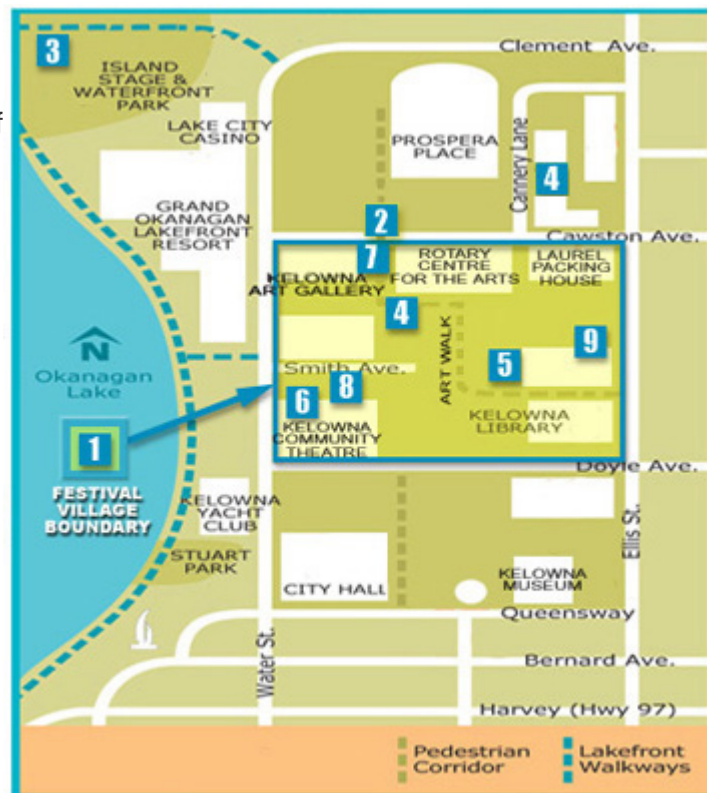 f
3
Clement Ave.
ISLAND
STAGE &
WATERFRONT
PARK
LAKE CITY
CASINO
PROSPERA
PLACE
Cannery Lane
4
GRAND
OKANAGAN
LAKEFRONT
RESORT
2
Cawston Ave.
7
KELOWNA
ART GALLERY
ROTARY
CENTRE
FOR THE ARTS
LAUREL
PACKING
HOUSE
4
ART WALK
N
Okanagan
Lake
Smith Ave.
5
9
6
8
KELOWNA
COMMUNITY
THEATRE
KELOWNA
LIBRARY
1
FESTIVAL
VILLAGE
BOUNDARY
Doyle Ave.
KELOWNA
YACHT
CLUB
STUART
PARK
CITY HALL
KELOWNA
MUSEUM
Ellis St.
Queensway
Water St.
Bernard Ave.
Harvey (Hwy 97)
Pedestrian
Corridor
Lakefront
Walkways